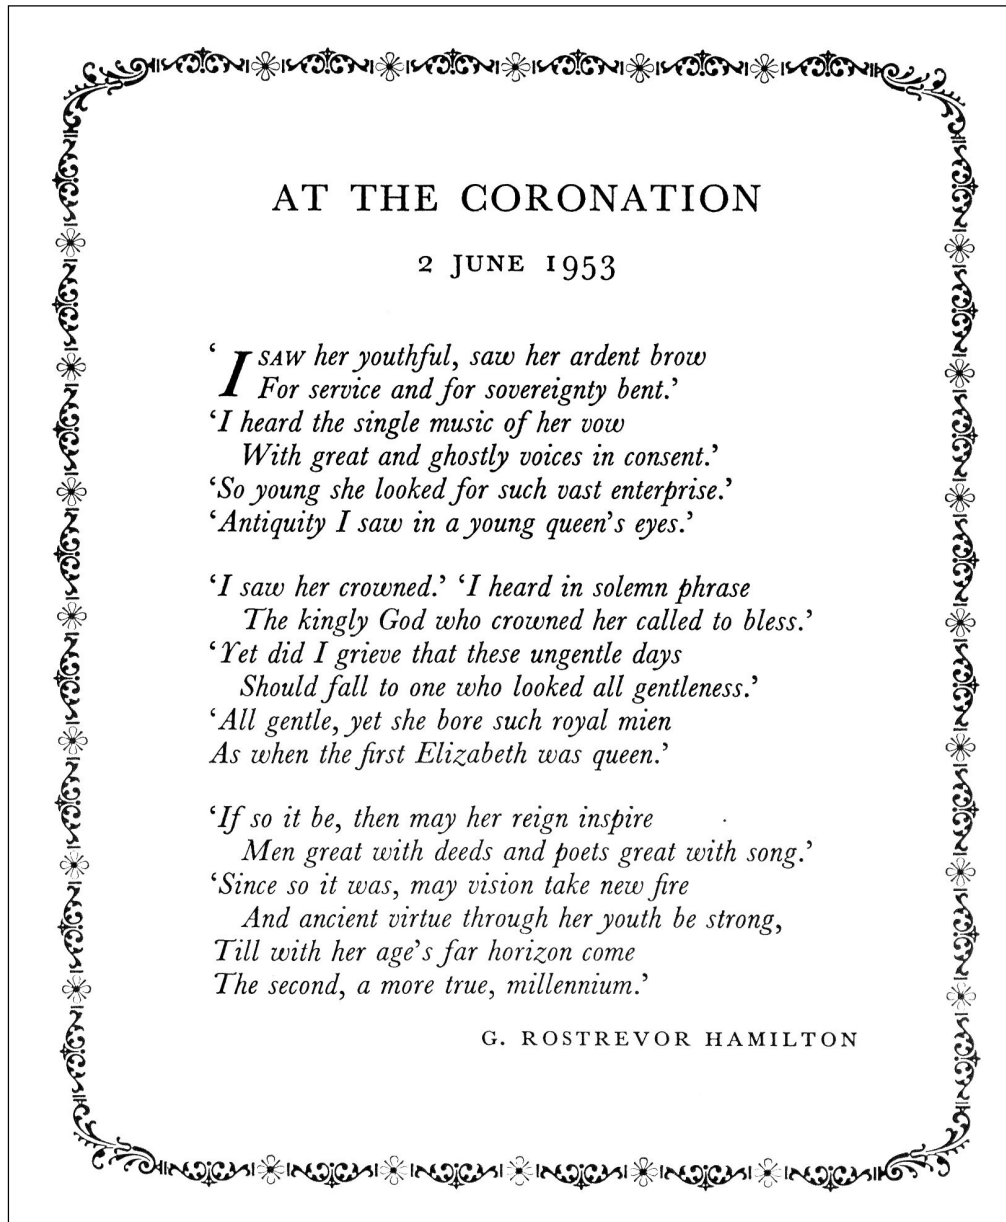 AT THE CORONATION
2 JUNE 1953
‘I SAW her youthful, saw her ardent brow
For service and for sovereignty bent.’
‘I heard the single music of her vow
With great and ghostly voices in consent.’
‘So young she looked for such vast enterprise.’
‘Antiquity I saw in a young queen’s eyes.’
‘I saw her crowned.’ ‘I heard in solemn phrase
The kingly God who crowned her called to bless.’
‘Yet did I grieve that these ungentle days
Should fall to one who looked all gentleness.’
‘All gentle, yet she bore such royal mien
As when the first Elizabeth was queen.’
‘If so it be, then may her reign inspire
Men great with deeds and poets great with song.’
‘Since so it was, may vision take new fire
And ancient virtue through her youth be strong,
Till with her age’s far horizon come
The second, a more true, millennium.’
G. ROSTREVOR HAMILTON